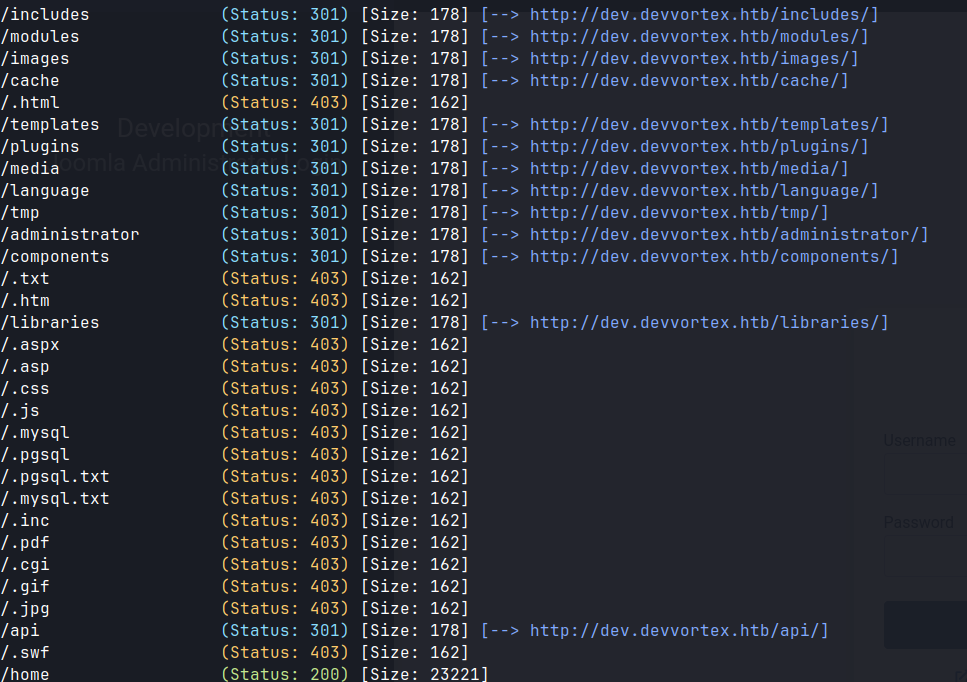 /includes (Status: 301) [Size: 178] [--> http://dev.devvortex.htb/includes/]
/modules (Status: 301) [Size: 178] [--> http://dev.devvortex.htb/modules/]
/images (Status: 301) [Size: 178] [--> http://dev.devvortex.htb/images/]
/cache (Status: 301) [Size: 178] [--> http://dev.devvortex.htb/cache/]
/.html (Status: 403) [Size: 162]
/templates (Status: 301) [Size: 178] [--> http://dev.devvortex.htb/templates/]
Development
/plugins (Status: 301) [Size: 178] [--> http://dev.devvortex.htb/plugins/]
/media (Status: 301) [Size: 178] [--> http://dev.devvortex.htb/media/]
Joomla
/language (Status: 301) [Size: 178] [--> http://dev.devvortex.htb/language/]
/tmp (Status: 301) [Size: 178] [--> http://dev.devvortex.htb/tmp/]
/administrator (Status: 301) [Size: 178] [--> http://dev.devvortex.htb/administrator/]
/components (Status: 301) [Size: 178] [--> http://dev.devvortex.htb/components/]
/.txt (Status: 403) [Size: 162]
/.htm (Status: 403) [Size: 162]
/libraries (Status: 301) [Size: 178] [--> http://dev.devvortex.htb/libraries/]
/.aspx (Status: 403) [Size: 162]
/.asp (Status: 403) [Size: 162]
/.css (Status: 403) [Size: 162]
/.js (Status: 403) [Size: 162]
/.mysql (Status: 403) [Size: 162]
Username
/.pgsql (Status: 403) [Size: 162]
/.pgsql.txt (Status: 403) [Size: 162]
/.mysql.txt (Status: 403) [Size: 162]
/.inc (Status: 403) [Size: 162]
Password
/.pdf (Status: 403) [Size: 162]
/.cgi (Status: 403) [Size: 162]
/.gif (Status: 403) [Size: 162]
/.jpg (Status: 403) [Size: 162]
/api (Status: 301) [Size: 178] [--> http://dev.devvortex.htb/api/]
/.swf (Status: 403) [Size: 162]
/home (Status: 200) [Size: 23221]